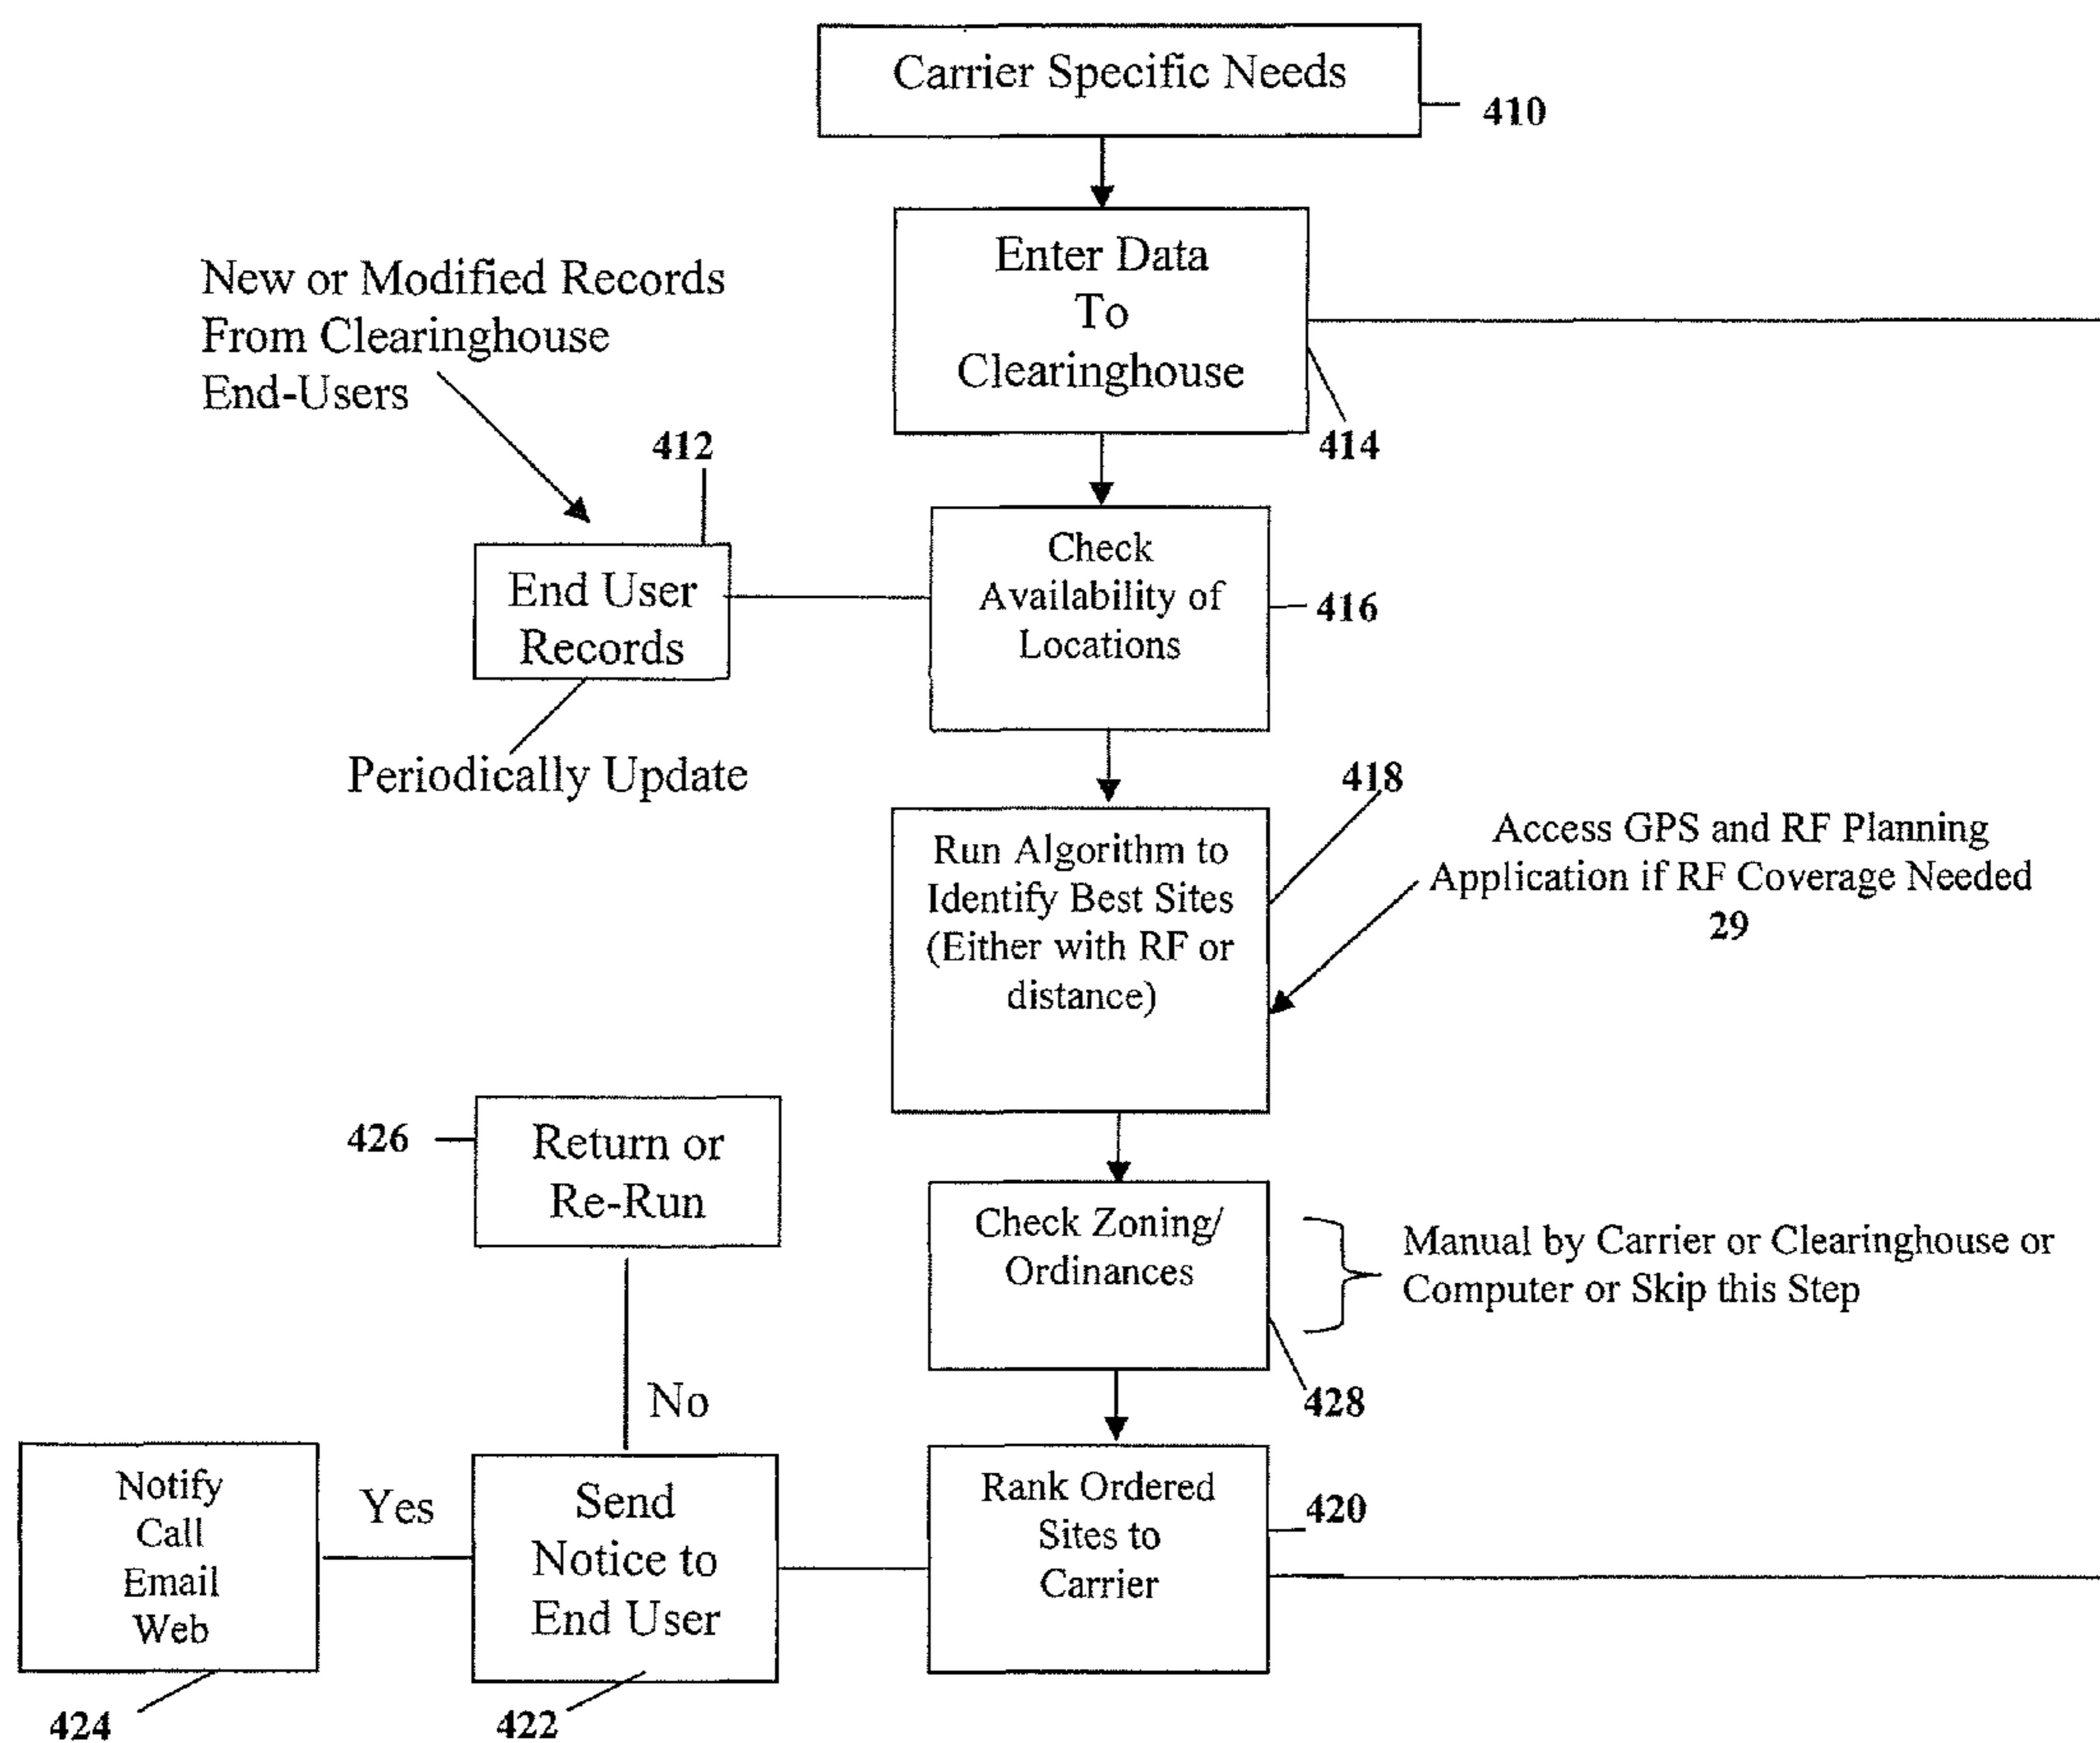 Carrier Specific Needs
410
Enter Data
To
Clearinghouse
414
New or Modified Records
From Clearinghouse
End-Users
412
End User
Records
Periodically Update
Check
Availability of
Locations
416
418
Run Algorithm to
Identify Best Sites
(Either with RF or
distance)
Access GPS and RF Planning
Application if RF Coverage Needed
29
426
Return or
Re-Run
Check Zoning/
Ordinances
Manual by Carrier or Clearinghouse or
Computer or Skip this Step
428
No
Notify
Call
Email
Web
Yes
Send
Notice to
End User
Rank Ordered
Sites to
Carrier
420
424
422